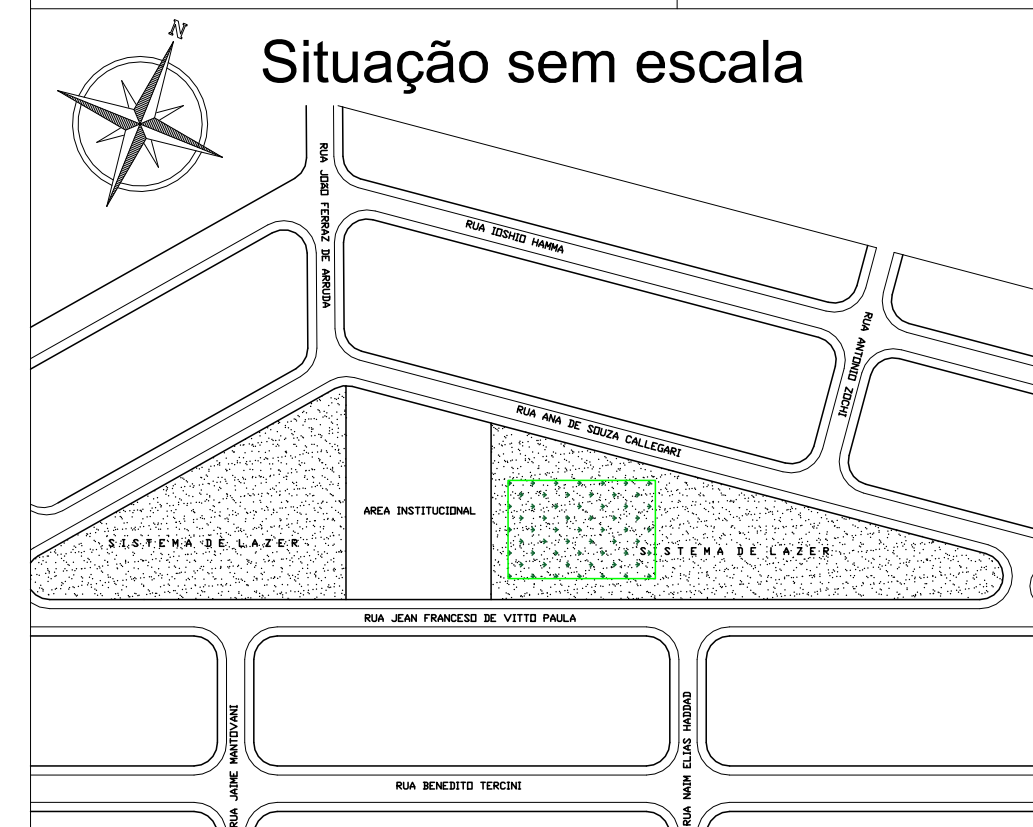 N
Situação sem escala
RUA JOÃO FERRAZ DE ARRUDA
RUA IOSHIO HAMMA
RUA ANTONIO ZOCHI
RUA ANA DE SOUZA CALLEGARI
AREA INSTITUCIONAL
SISTEMA DE LAZER
SISTEMA DE LAZER
RUA JEAN FRANCESO DE VITTO PAULA
RUA JAIME MANTOVANI
RUA NAIM ELIAS HADDAD
RUA BENEDITO TERCINI